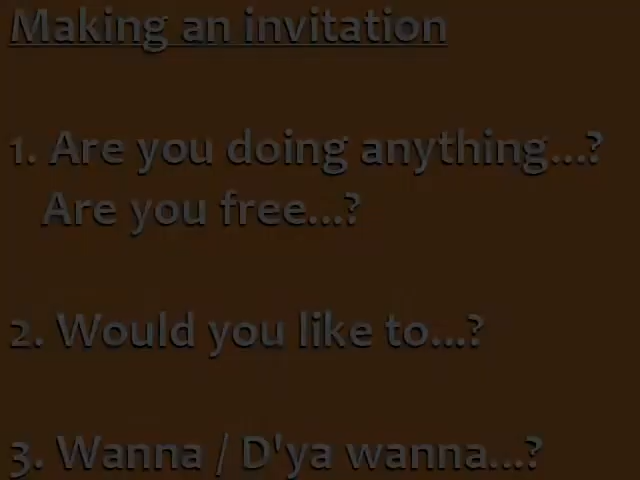 Making an invitation
1. Are you doing anything...?
Are you free...?
2. Would you like to...?
3. Wanna / D'ya wanna...?